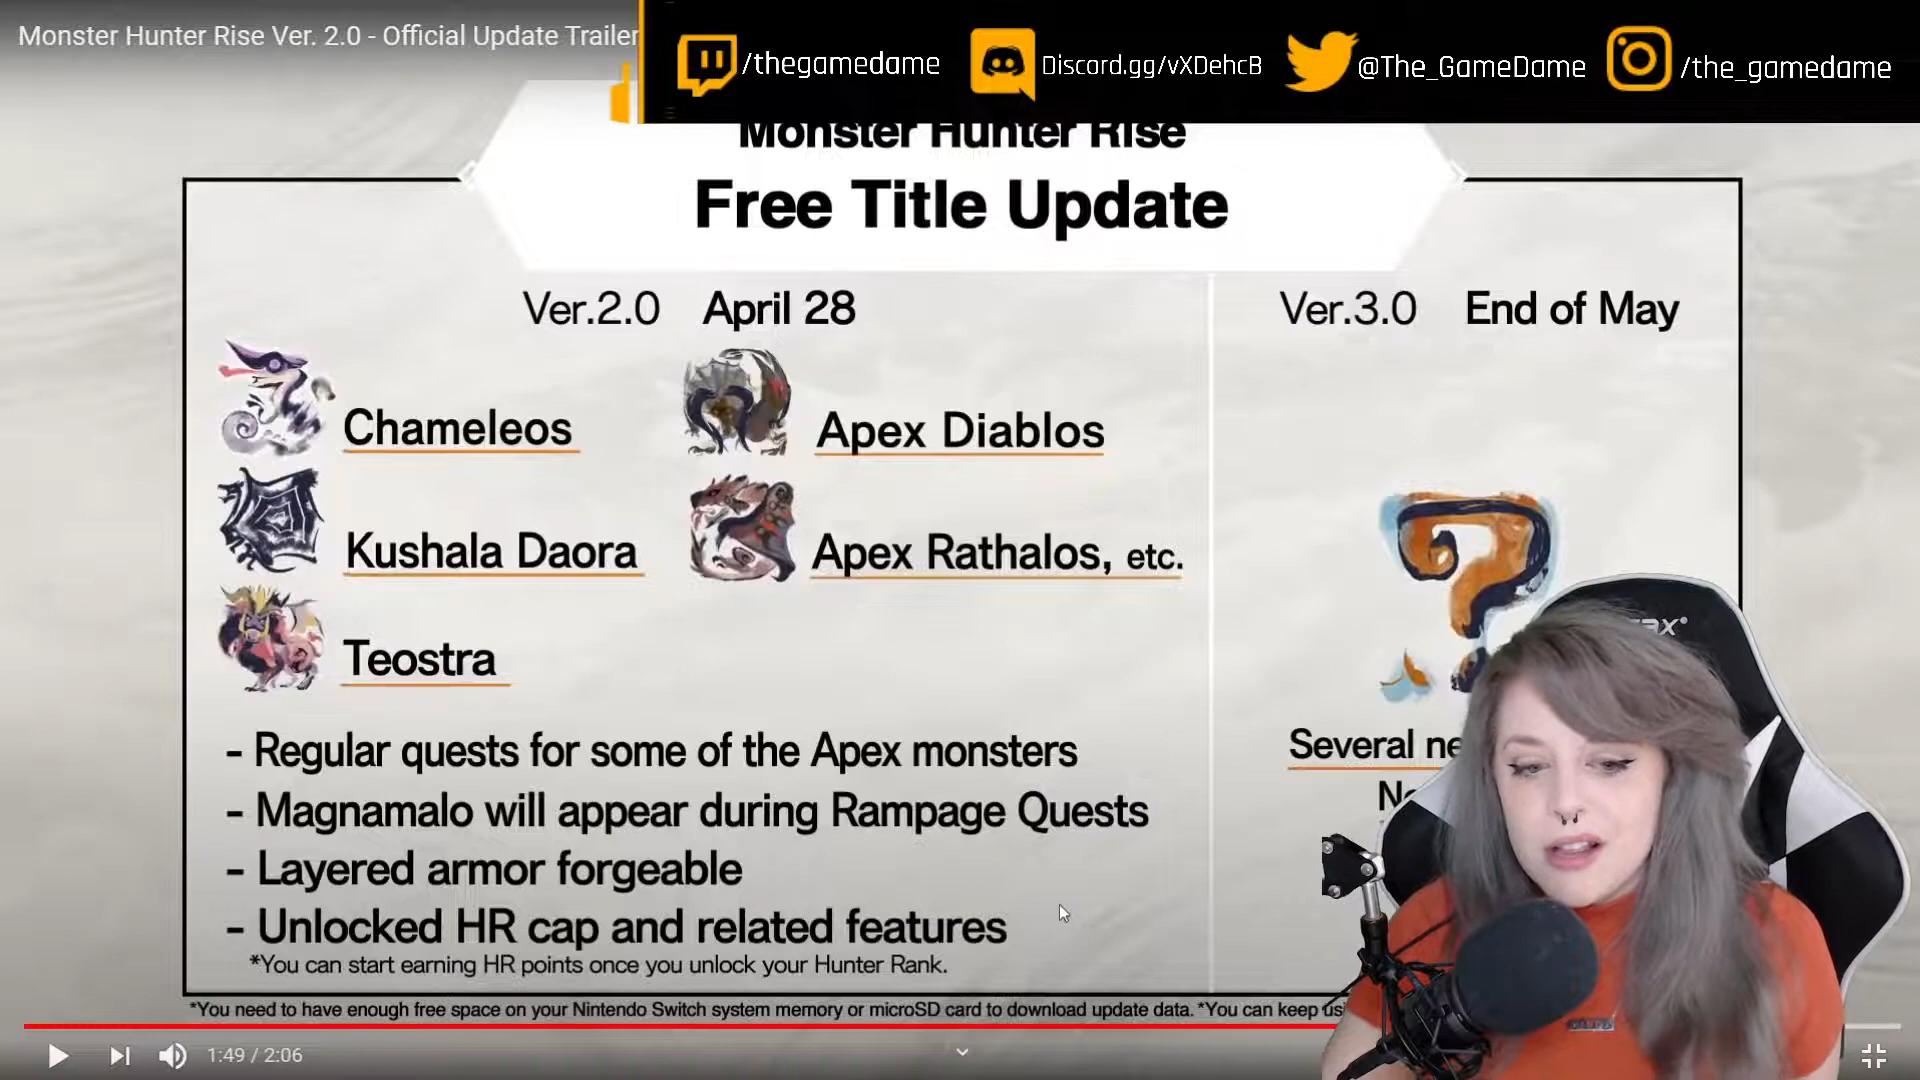 Monster Hunter Rise Ver. 2.0 - Official Update Trailer
/thegamedame
Discord.gg/vXDehcB
@The_GameDame
/the_gamedame
Monster Hunter Rise
Free Title Update
Ver.2.0 April 28
Ver.3.0 End of May
Chameleos
Apex Diablos
Kushala Daora
Apex Rathalos, etc.
Teostra
- Regular quests for some of the Apex monsters
- Magnamalo will appear during Rampage Quests
- Layered armor forgeable
- Unlocked HR cap and related features
*You can start earning HR points once you unlock your Hunter Rank.
Several
*You need to have enough free space on your Nintendo Switch system memory or microSD card to download update data. *You can keep
1:49 / 2:06